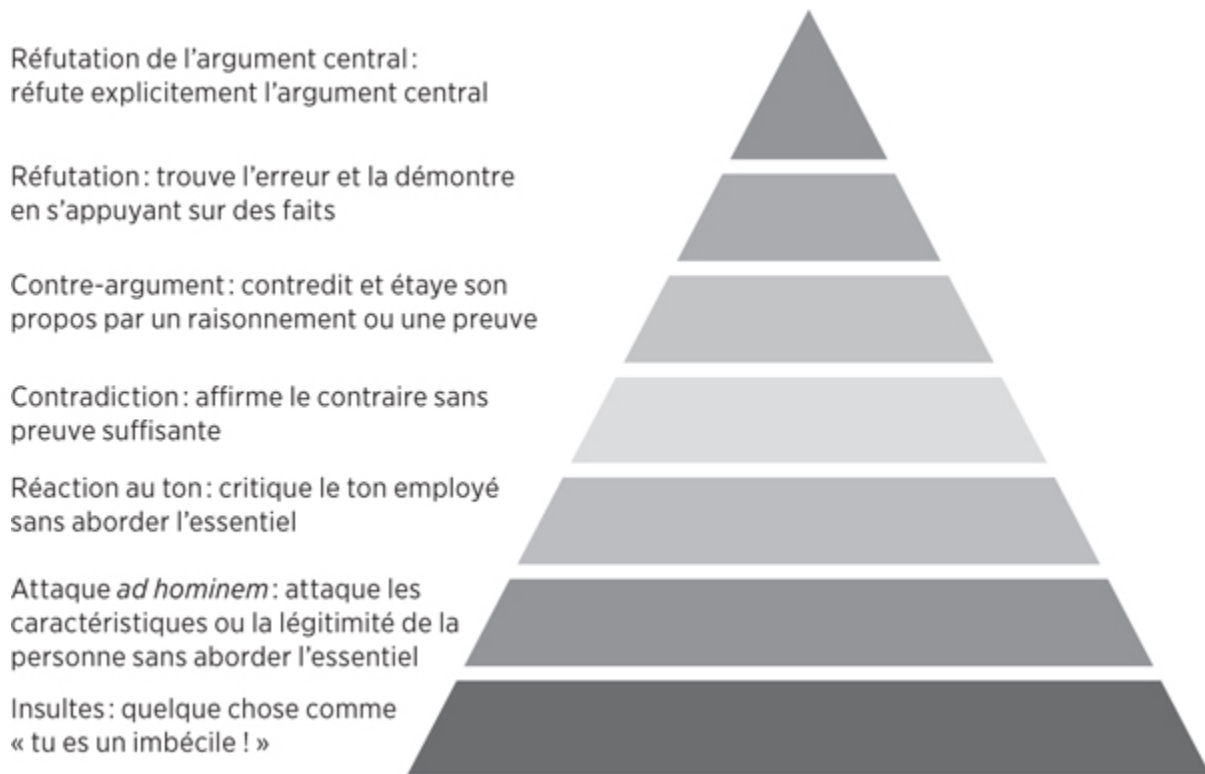 Réfutation de l’argument central :
réfute explicitement l’argument central
Réfutation : trouve l’erreur et la démontre
en s’appuyant sur des faits
Contre-argument : contredit et étaye son
propos par un raisonnement ou une preuve
Contradiction : affirme le contraire sans
preuve suffisante
Réaction au ton : critique le ton employé
sans aborder l’essentiel
Attaque ad hominem : attaque les
caractéristiques ou la légitimité de la
personne sans aborder l’essentiel
Insultes : quelque chose comme
« tu es un imbécile ! »